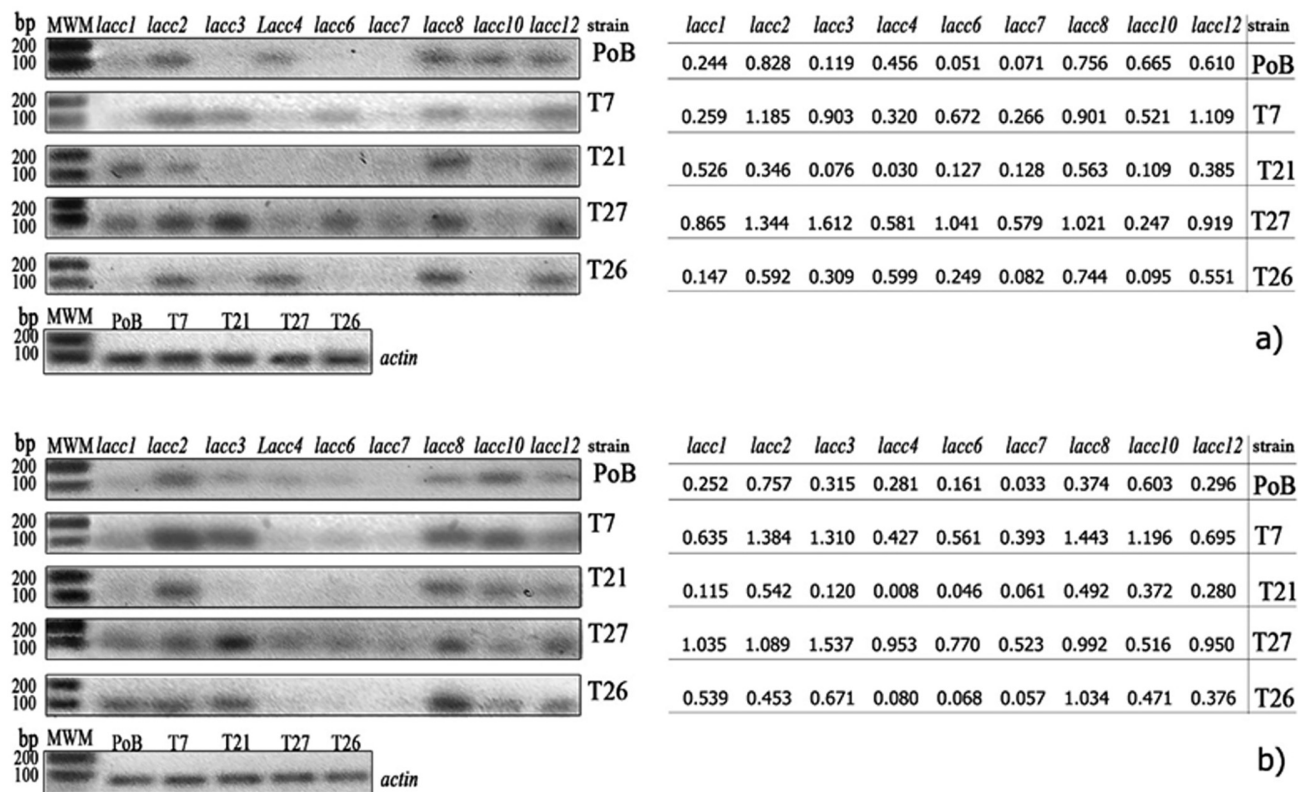 bp MWM lacc1 lacc2 lacc3 Lacc4 lacc6 lacc7 lacc8 lacc10 lacc12 strain
200
100
PoB
200
100
T7
200
100
T21
200
100
T27
200
100
T26
bp MWM PoB T7 T21 T27 T26
200
100
actin
lacc1 lacc2 lacc3 lacc4 lacc6 lacc7 lacc8 lacc10 lacc12 strain
0.244 0.828 0.119 0.456 0.051 0.071 0.756 0.665 0.610 PoB
0.259 1.185 0.903 0.320 0.672 0.266 0.901 0.521 1.109 T7
0.526 0.346 0.076 0.030 0.127 0.128 0.563 0.109 0.385 T21
0.865 1.344 1.612 0.581 1.041 0.579 1.021 0.247 0.919 T27
0.147 0.592 0.309 0.599 0.249 0.082 0.744 0.095 0.551 T26
a)
bp MWM lacc1 lacc2 lacc3 Lacc4 lacc6 lacc7 lacc8 lacc10 lacc12 strain
200
100
PoB
200
100
T7
200
100
T21
200
100
T27
200
100
T26
bp MWM PoB T7 T21 T27 T26
200
100
actin
lacc1 lacc2 lacc3 lacc4 lacc6 lacc7 lacc8 lacc10 lacc12 strain
0.252 0.757 0.315 0.281 0.161 0.033 0.374 0.603 0.296 PoB
0.635 1.384 1.310 0.427 0.561 0.393 1.443 1.196 0.695 T7
0.115 0.542 0.120 0.008 0.046 0.061 0.492 0.372 0.280 T21
1.035 1.089 1.537 0.953 0.770 0.523 0.992 0.516 0.950 T27
0.539 0.453 0.671 0.080 0.068 0.057 1.034 0.471 0.376 T26
b)